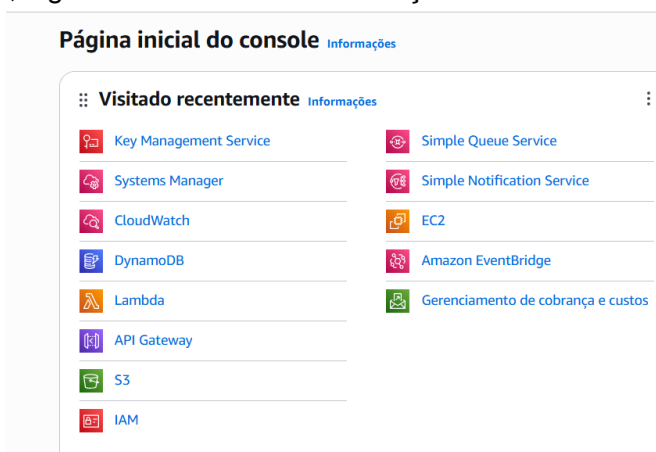 Página inicial do console Informações
Visitado recentemente Informações
Key Management Service
Systems Manager
CloudWatch
DynamoDB
Lambda
API Gateway
S3
IAM
Simple Queue Service
Simple Notification Service
EC2
Amazon EventBridge
Gerenciamento de cobrança e custos